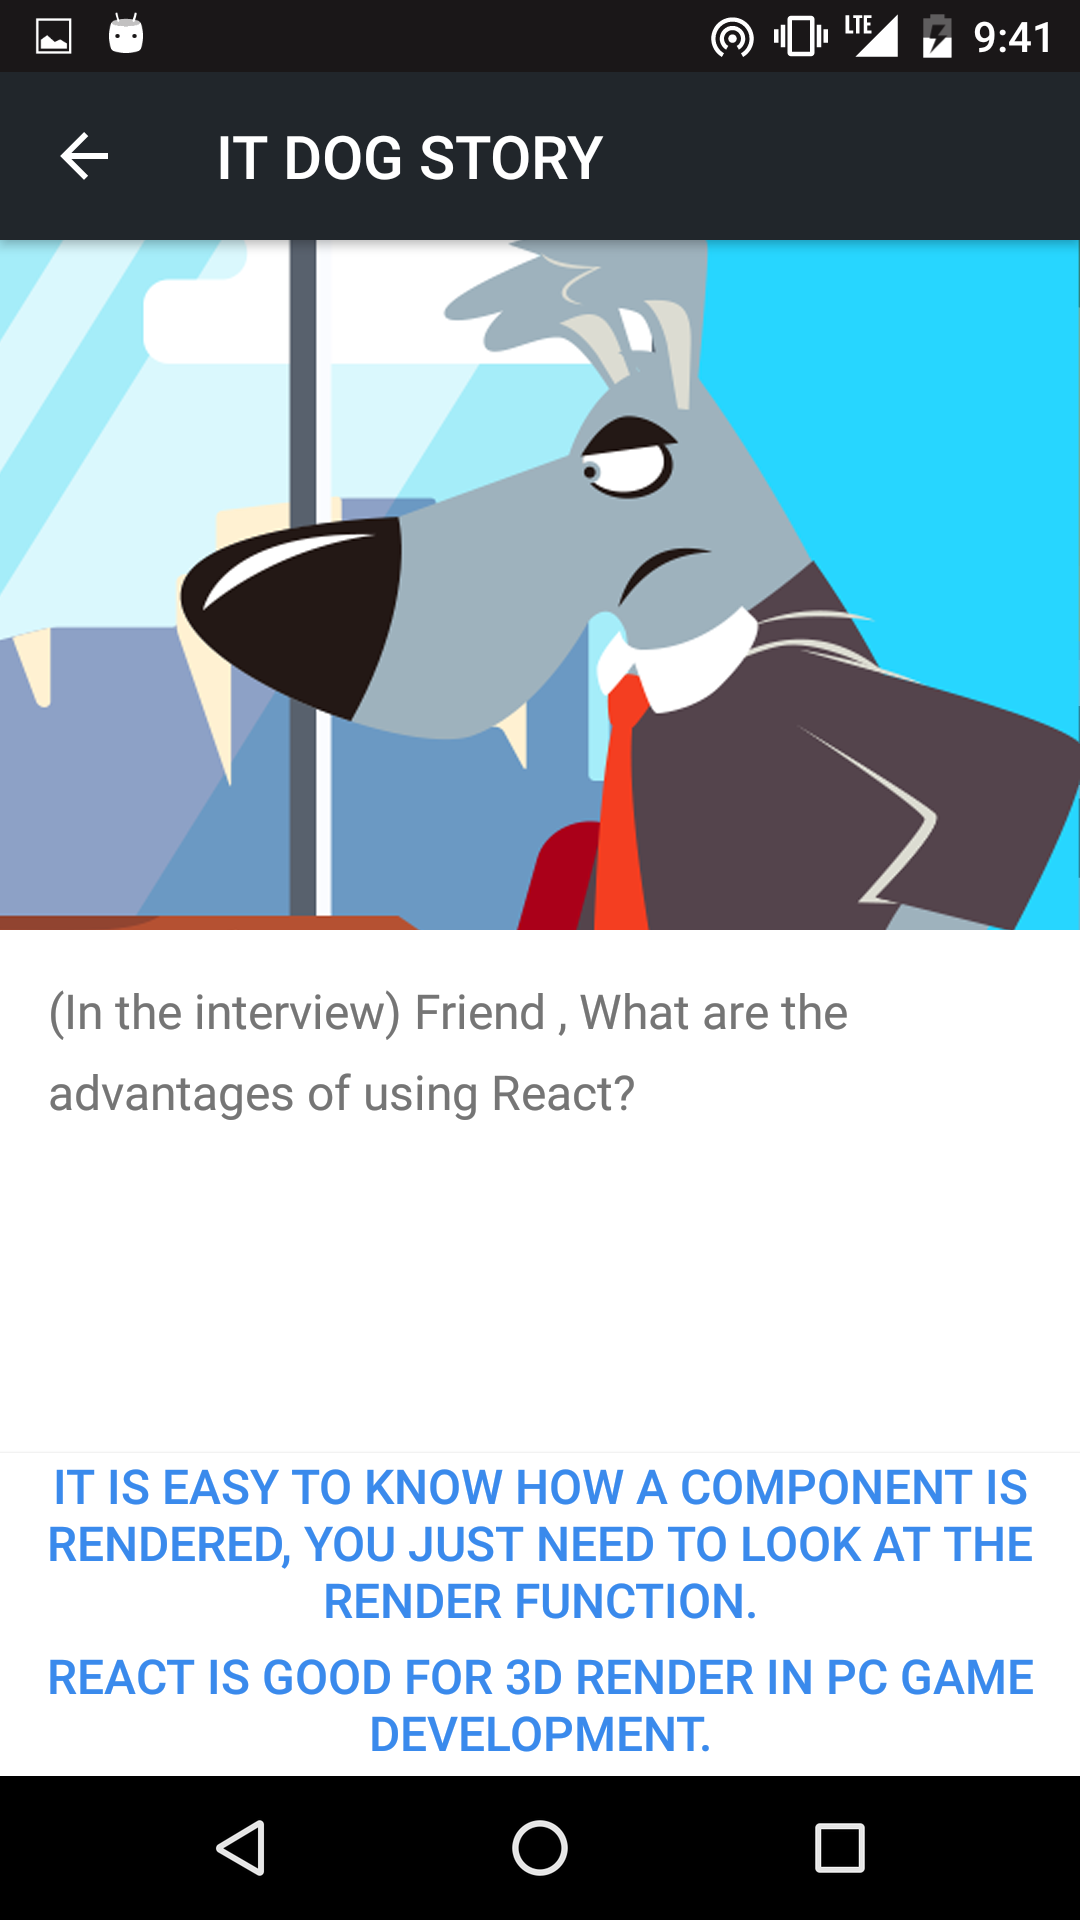 LTE 9:41
IT DOG STORY
(In the interview) Friend , What are the
advantages of using React?
IT IS EASY TO KNOW HOW A COMPONENT IS
RENDERED, YOU JUST NEED TO LOOK AT THE
RENDER FUNCTION.
REACT IS GOOD FOR 3D RENDER IN PC GAME
DEVELOPMENT.